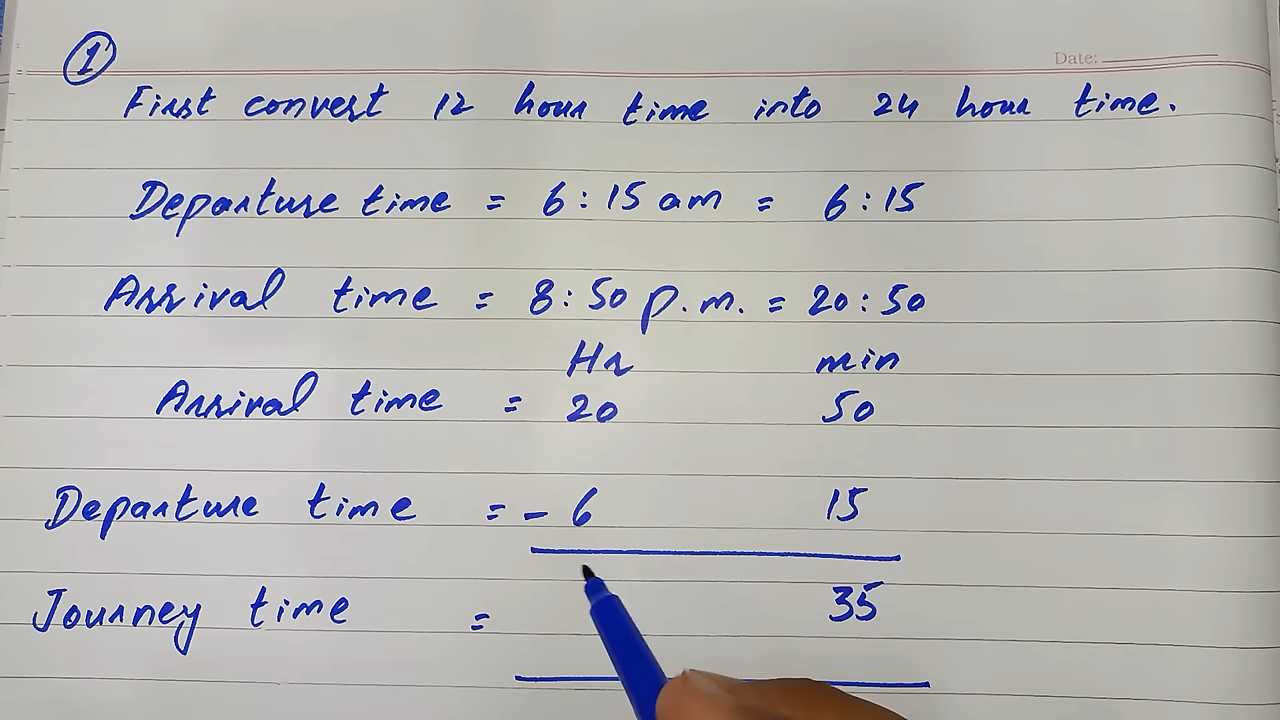 1
Date:
First convert 12 hour time into 24 hour time.
Departure time = 6:15 am = 6:15
Arrival time = 8:50 p.m. = 20:50
Hr min
Arrival time = 20 50
Departure time = - 6 15
Journey time = 35